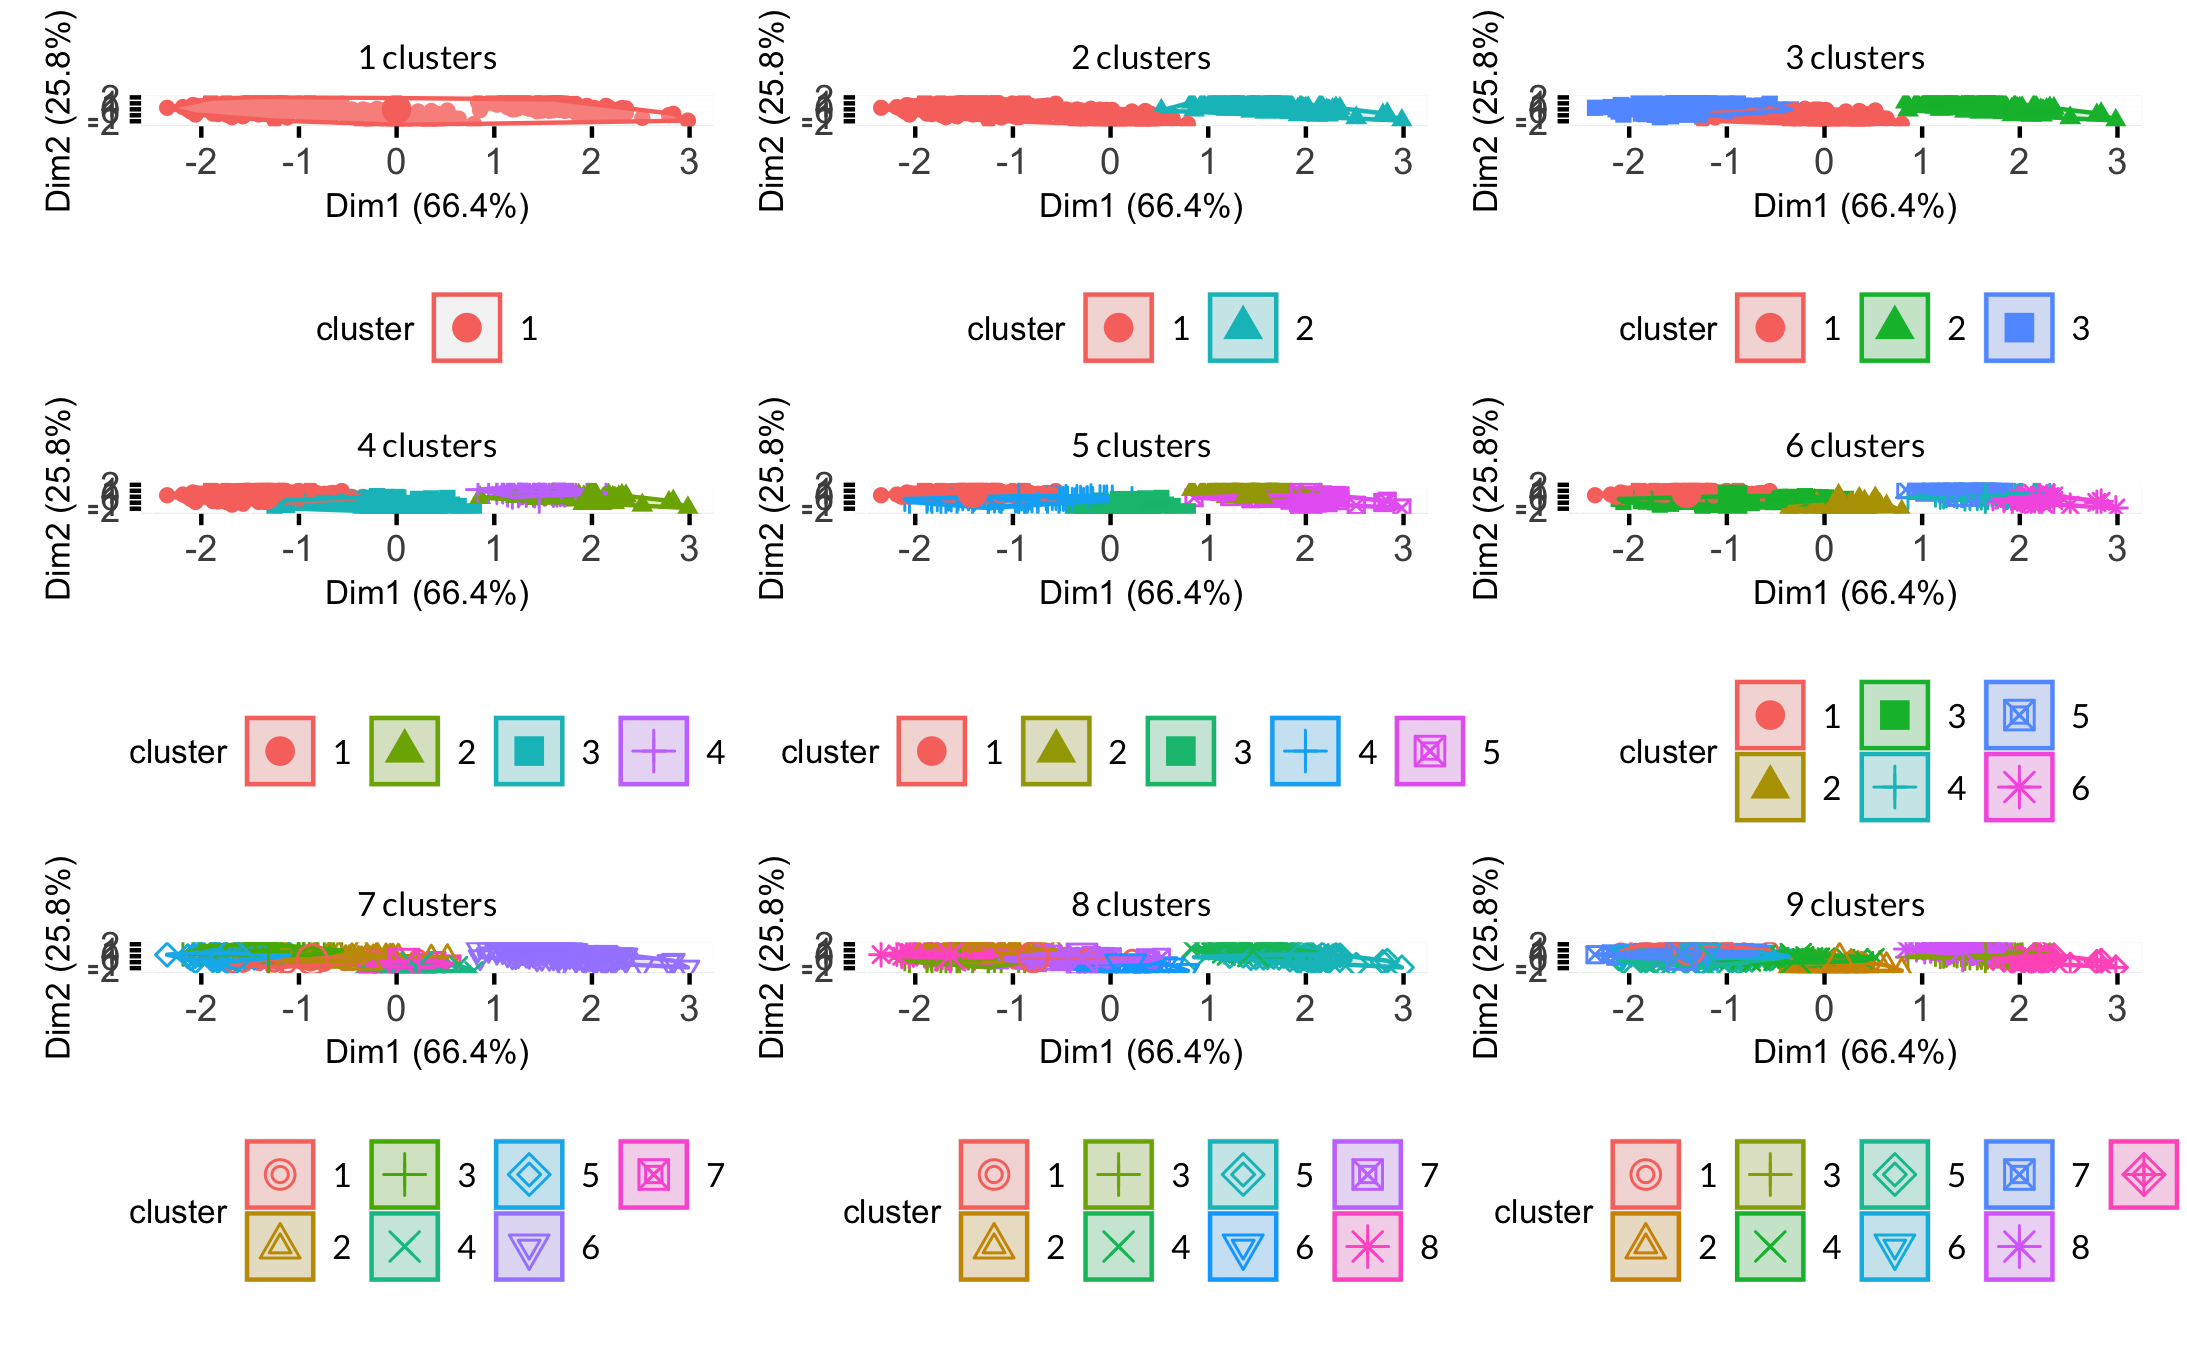 1 clusters
Dim2 (25.8%)
-2 -1 0 1 2 3
Dim1 (66.4%)
cluster 1
2 clusters
Dim2 (25.8%)
-2 -1 0 1 2 3
Dim1 (66.4%)
cluster 1 2
3 clusters
Dim2 (25.8%)
-2 -1 0 1 2 3
Dim1 (66.4%)
cluster 1 2 3
4 clusters
Dim2 (25.8%)
-2 -1 0 1 2 3
Dim1 (66.4%)
cluster 1 2 3 4
5 clusters
Dim2 (25.8%)
-2 -1 0 1 2 3
Dim1 (66.4%)
cluster 1 2 3 4 5
6 clusters
Dim2 (25.8%)
-2 -1 0 1 2 3
Dim1 (66.4%)
cluster
1 3 5
2 4 6
7 clusters
Dim2 (25.8%)
-2 -1 0 1 2 3
Dim1 (66.4%)
cluster
1 3 5 7
2 4 6
8 clusters
Dim2 (25.8%)
-2 -1 0 1 2 3
Dim1 (66.4%)
cluster
1 3 5 7
2 4 6 8
9 clusters
Dim2 (25.8%)
-2 -1 0 1 2 3
Dim1 (66.4%)
cluster
1 3 5 7
2 4 6 8